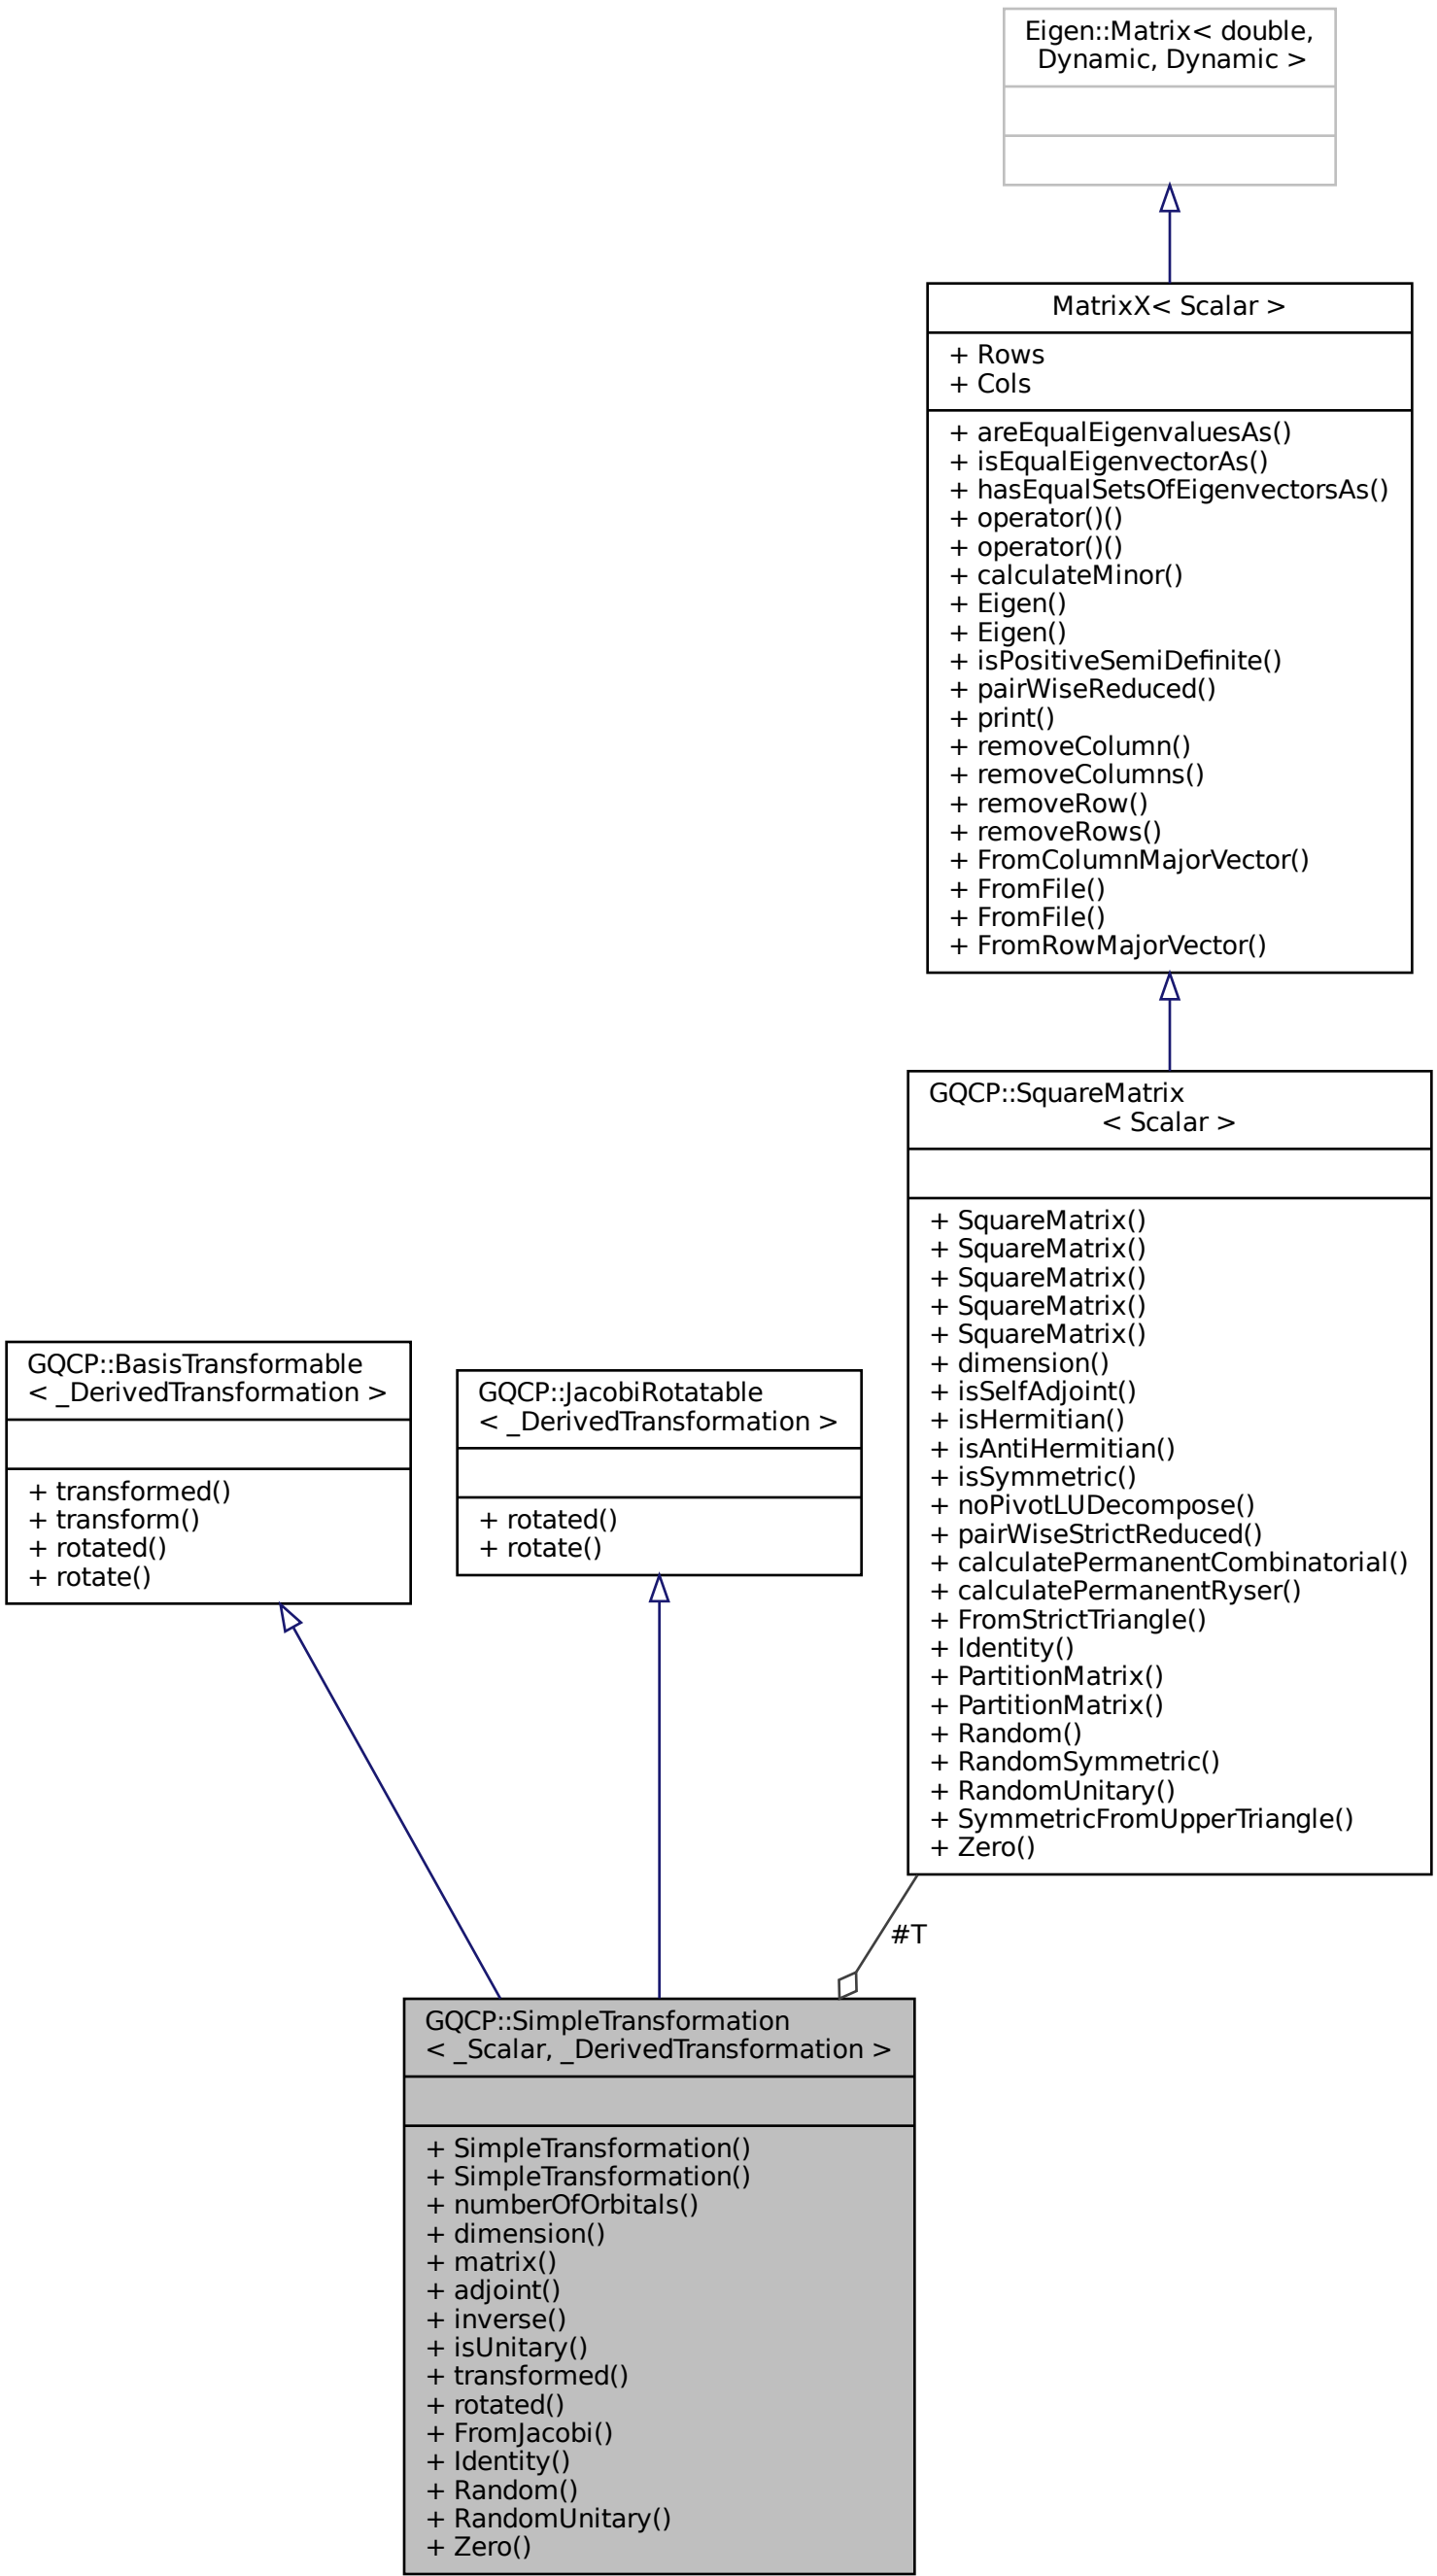 Eigen::Matrix< double,
Dynamic, Dynamic >
MatrixX< Scalar >
+ Rows
+ Cols
+ areEqualEigenvaluesAs()
+ isEqualEigenvectorAs()
+ hasEqualSetsOfEigenvectorsAs()
+ operator()()
+ operator()()
+ calculateMinor()
+ Eigen()
+ Eigen()
+ isPositiveSemiDefinite()
+ pairWiseReduced()
+ print()
+ removeColumn()
+ removeColumns()
+ removeRow()
+ removeRows()
+ FromColumnMajorVector()
+ FromFile()
+ FromFile()
+ FromRowMajorVector()
GQCP::SquareMatrix
< Scalar >
+ SquareMatrix()
+ SquareMatrix()
+ SquareMatrix()
+ SquareMatrix()
+ SquareMatrix()
+ dimension()
+ isSelfAdjoint()
+ isHermitian()
+ isAntiHermitian()
+ isSymmetric()
+ noPivotLUDecompose()
+ pairWiseStrictReduced()
+ calculatePermanentCombinatorial()
+ calculatePermanentRyser()
+ FromStrictTriangle()
+ Identity()
+ PartitionMatrix()
+ PartitionMatrix()
+ Random()
+ RandomSymmetric()
+ RandomUnitary()
+ SymmetricFromUpperTriangle()
+ Zero()
GQCP::BasisTransformable
< _DerivedTransformation >
+ transformed()
+ transform()
+ rotated()
+ rotate()
GQCP::JacobiRotatable
< _DerivedTransformation >
+ rotated()
+ rotate()
#T
GQCP::SimpleTransformation
< _Scalar, _DerivedTransformation >
+ SimpleTransformation()
+ SimpleTransformation()
+ numberOfOrbitals()
+ dimension()
+ matrix()
+ adjoint()
+ inverse()
+ isUnitary()
+ transformed()
+ rotated()
+ FromJacobi()
+ Identity()
+ Random()
+ RandomUnitary()
+ Zero()